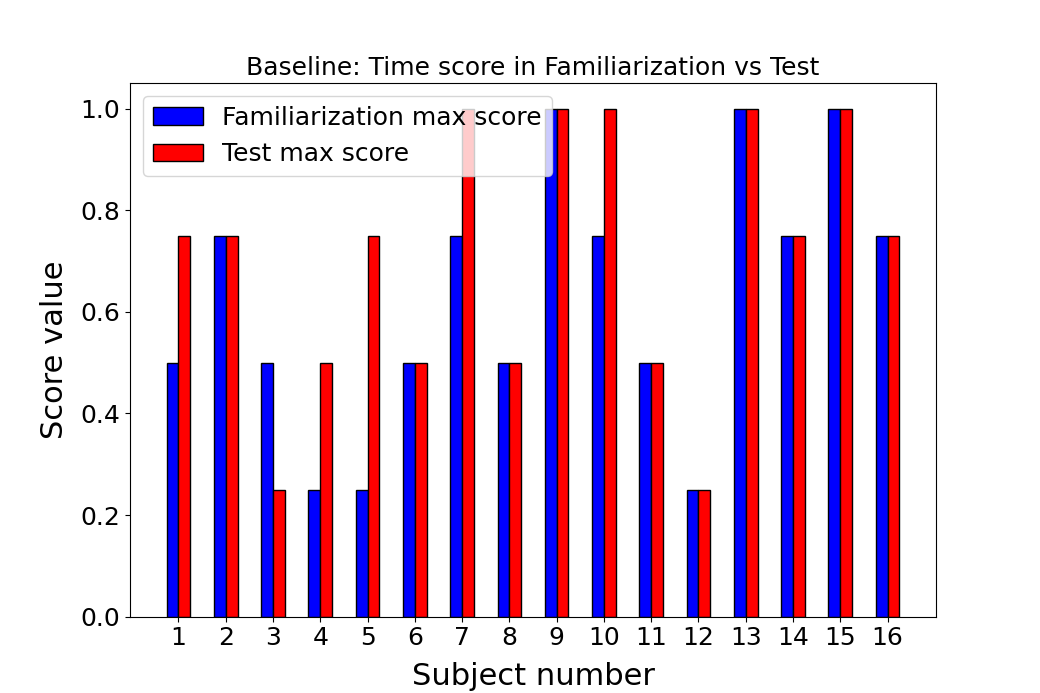 Baseline: Time score in Familiarization vs Test
Familiarization max score
Test max score
Score value
1.0
0.8
0.6
0.4
0.2
0.0
1 2 3 4 5 6 7 8 9 10 11 12 13 14 15 16
Subject number